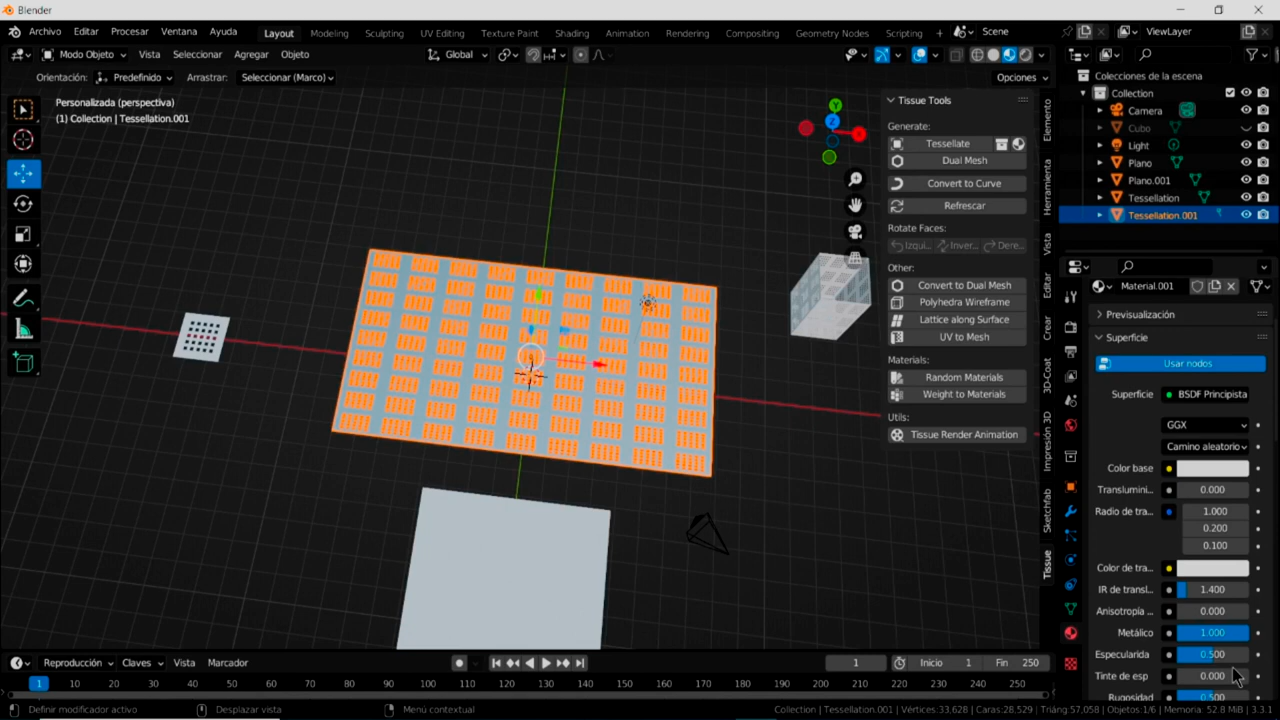 Blender
Archivo Editar Procesar Ventana Ayuda Layout Modeling Sculpting UV Editing Texture Paint Shading Animation Rendering Compositing Geometry Nodes Scripting + Scene ViewLayer
Modo Objeto Vista Seleccionar Agregar Objeto Global
Orientación: Predefinido Arrastrar: Seleccionar (Marco) Opciones
Personalizada (perspectiva)
(1) Collection | Tessellation.001
Y
Z
Tissue Tools
Generate:
Tessellate
Dual Mesh
Convert to Curve
Refrescar
Rotate Faces:
Izqui... Inver... Dere...
Other:
Convert to Dual Mesh
Polyhedra Wireframe
Lattice along Surface
UV to Mesh
Materials:
Random Materials
Weight to Materials
Utils:
Tissue Render Animation
Elemento
Herramienta
Vista
Editar
Crear
3D-Coat
Impresión 3D
Sketchfab
Tissue
Colecciones de la escena
Collection
Camera
Cubo
Light
Plano
Plano.001
Tessellation
Tessellation.001
Material.001
Previsualización
Superficie
Usar nodos
Superficie BSDF Principista
GGX
Camino aleatorio
Color base
Translumini... 0.000
Radio de tra... 1.000
0.200
0.100
Color de tra...
IR de transl... 1.400
Anisotropía ... 0.000
Metálico 1.000
Especularida 0.500
Tinte de esp 0.000
Rugosidad 0.500
Reproducción Claves Vista Marcador 1 Inicio 1 Fin 250
1 10 20 30 40 50 60 70 80 90 100 110 120 130 140 150 160 170 180 190 200 210 220 230 240 250
Definir modificador activo Desplazar vista Menú contextual Collection | Tessellation.001 | Vértices:33,628 | Caras:28,529 | Triáng:57,058 | Objetos:1/6 | Memoria: 52.8 MiB | 3.3.1